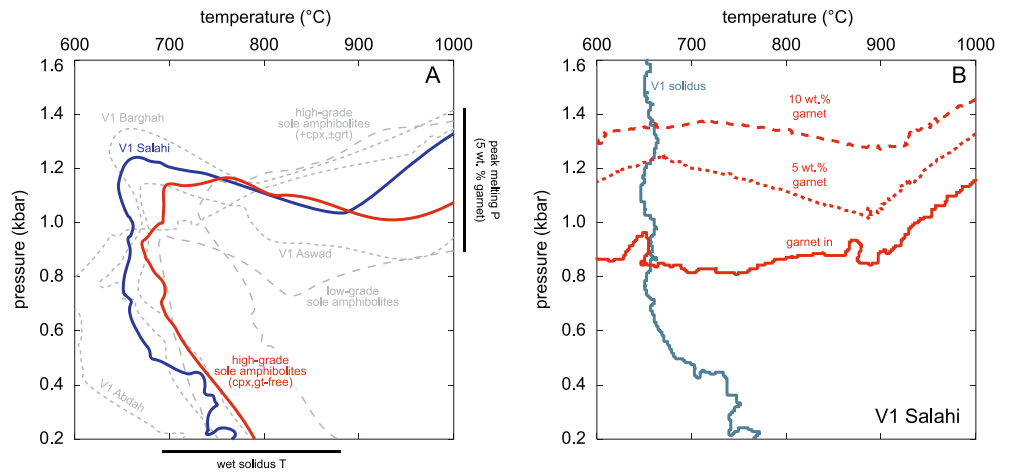 temperature (°C)
600 700 800 900 1000
A
pressure (kbar)
1.6
1.4
1.2
1.0
0.8
0.6
0.4
0.2
V1 Barghah
V1 Salahi
high-grade
sole amphibolites
(+cpx,±grt)
V1 Aswad
low-grade
sole amphibolites
high-grade
sole amphibolites
(cpx,gt-free)
V1 Abdah
wet solidus T
peak melting P
(5 wt. % garnet)
temperature (°C)
600 700 800 900 1000
B
pressure (kbar)
1.6
1.4
1.2
1.0
0.8
0.6
0.4
0.2
V1 solidus
10 wt.%
garnet
5 wt.%
garnet
garnet in
V1 Salahi